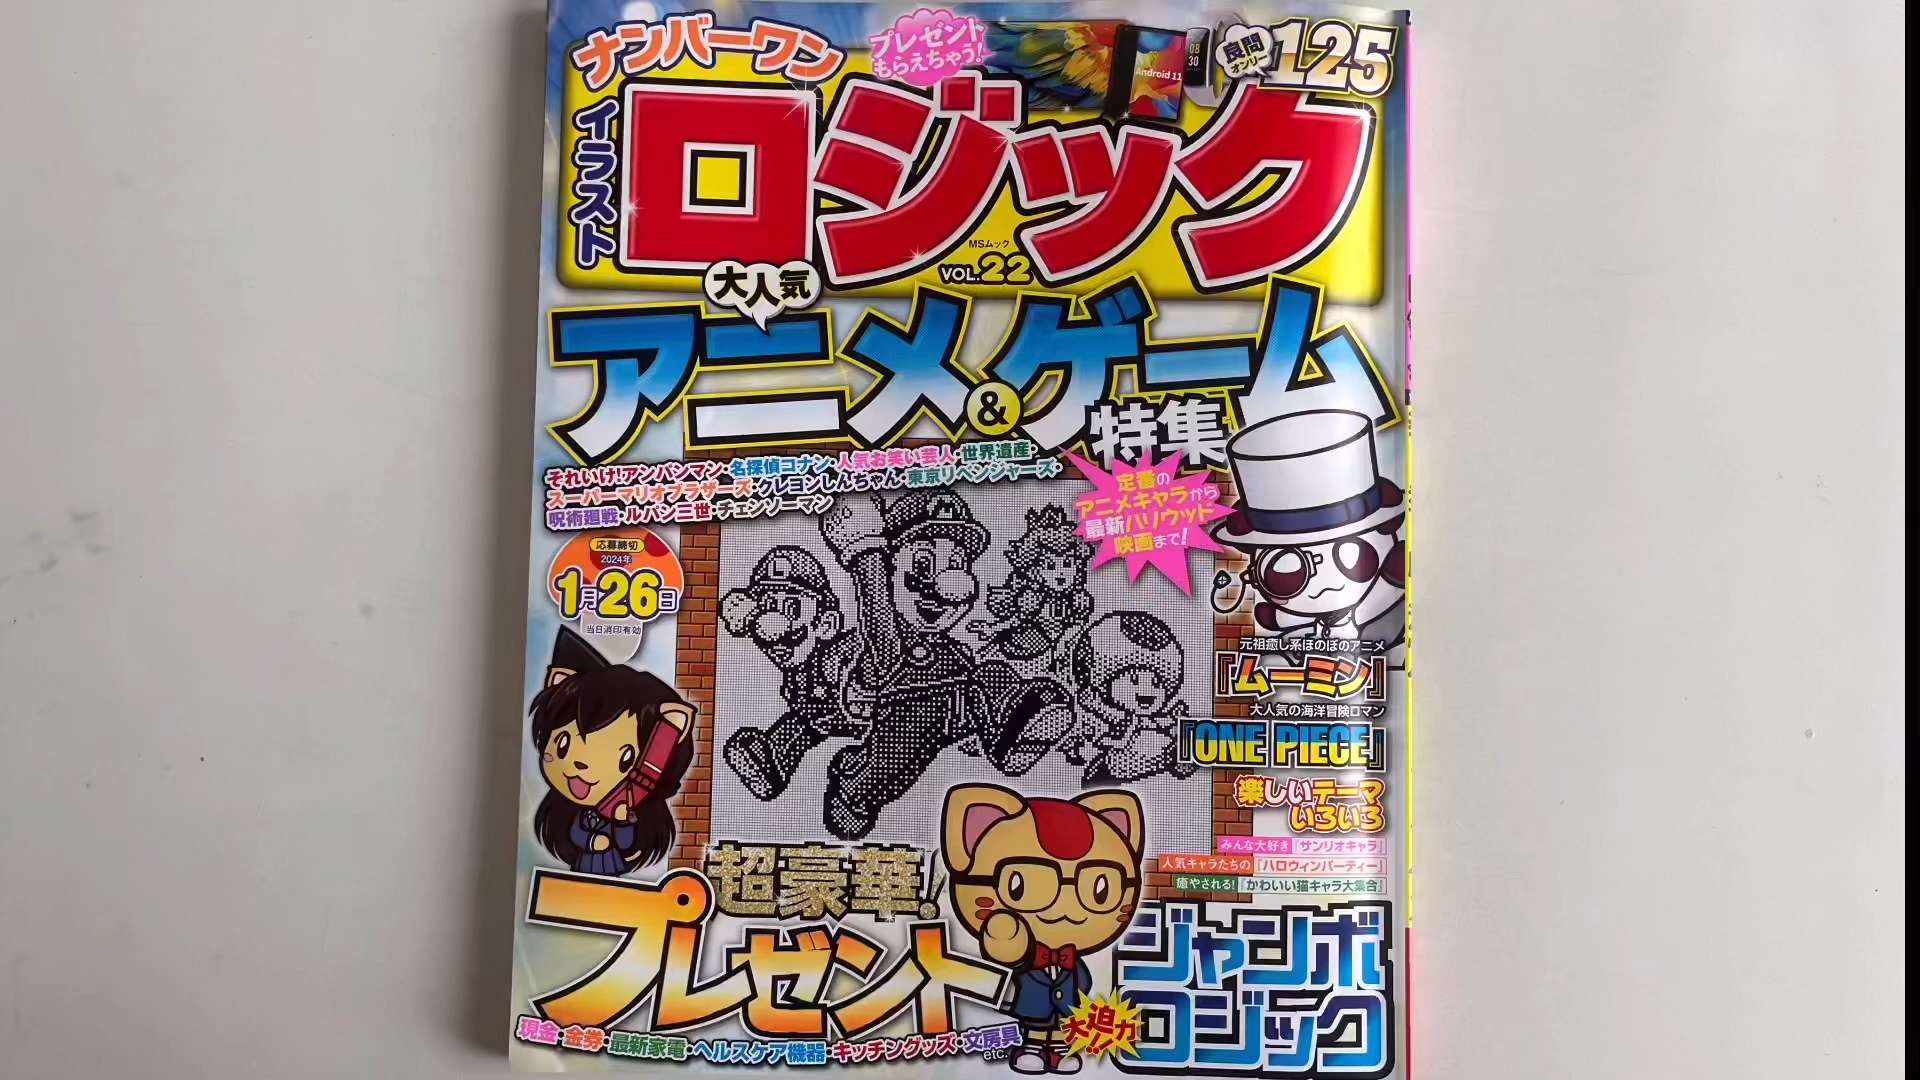 ナンバーワン
プレゼント
もらえちゃう!
Android 11
08
30
良問
オンリー
125
イラスト
ロジック
MSムック
VOL.22
大人気
アニメ&ゲーム
特集
それいけ!アンパンマン・名探偵コナン・人気お笑い芸人・世界遺産・
スーパーマリオブラザーズ・クレヨンしんちゃん・東京リベンジャーズ・
呪術廻戦・ルパン三世・チェンソーマン
定番の
アニメキャラから
最新ハリウッド
映画まで!
応募締切
2024年
1月26日
当日消印有効
元祖癒し系ほのぼのアニメ
『ムーミン』
大人気の海洋冒険ロマン
『ONE PIECE』
楽しいテーマ
いろいろ
みんな大好き『サンリオキャラ』
人気キャラたちの『ハロウィンパーティー』
癒やされる!『かわいい猫キャラ大集合』
超豪華!
プレゼント
現金・金券・最新家電・ヘルスケア機器・キッチングッズ・文房具
etc.
大迫力!!
ジャンボ
ロジック